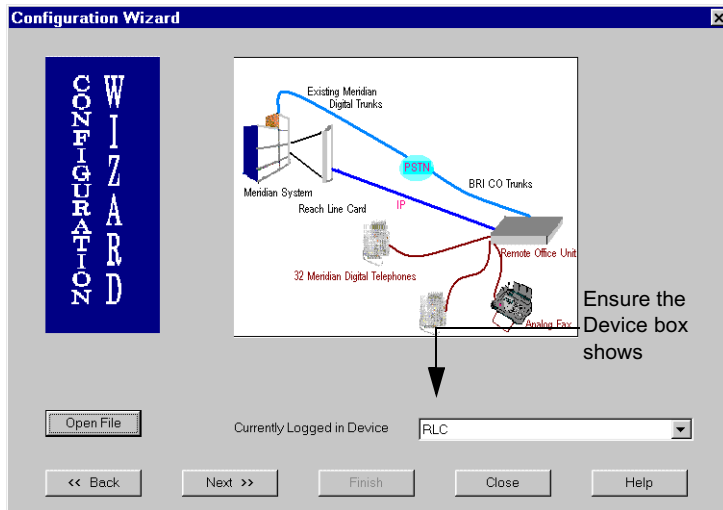 Configuration Wizard
CONFIGURATION
WIZARD
Existing Meridian
Digital Trunks
PSTN
BRI CO Trunks
Meridian System
Reach Line Card
IP
Remote Office Unit
32 Meridian Digital Telephones
Analog Fax
Ensure the
Device box
shows
Open File
Currently Logged in Device
RLC
<< Back
Next >>
Finish
Close
Help